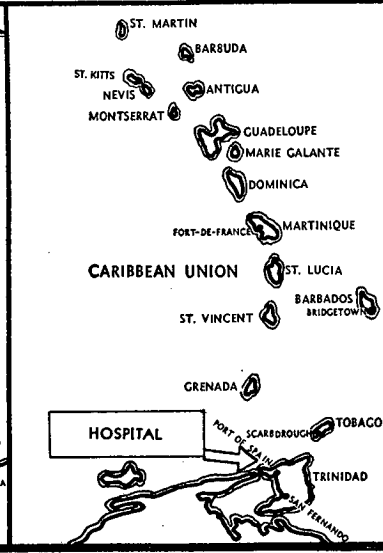 ST. MARTIN
BARBUDA
ST. KITTS
NEVIS
ANTIGUA
MONTSERRAT
GUADELOUPE
MARIE GALANTE
DOMINICA
FORT-DE-FRANCE
MARTINIQUE
CARIBBEAN UNION
ST. LUCIA
BARBADOS
BRIDGETOWN
ST. VINCENT
GRENADA
TOBAGO
SCARBOROUGH
HOSPITAL
PORT OF SPAIN
TRINIDAD
SAN FERNANDO
A